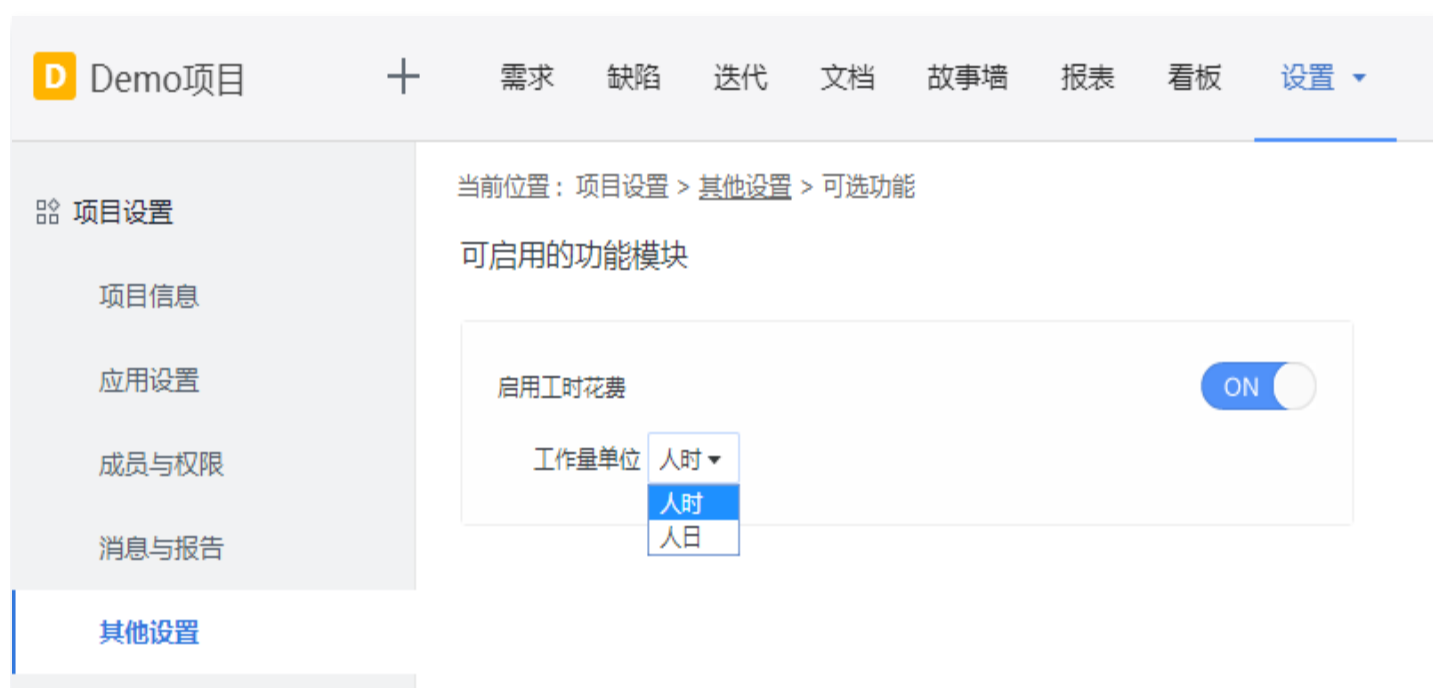 D Demo项目 + 需求 缺陷 迭代 文档 故事墙 报表 看板 设置
项目设置
项目信息
应用设置
成员与权限
消息与报告
其他设置
当前位置：项目设置 > 其他设置 > 可选功能
可启用的功能模块
启用工时花费 ON
工作量单位 人时
人时
人日